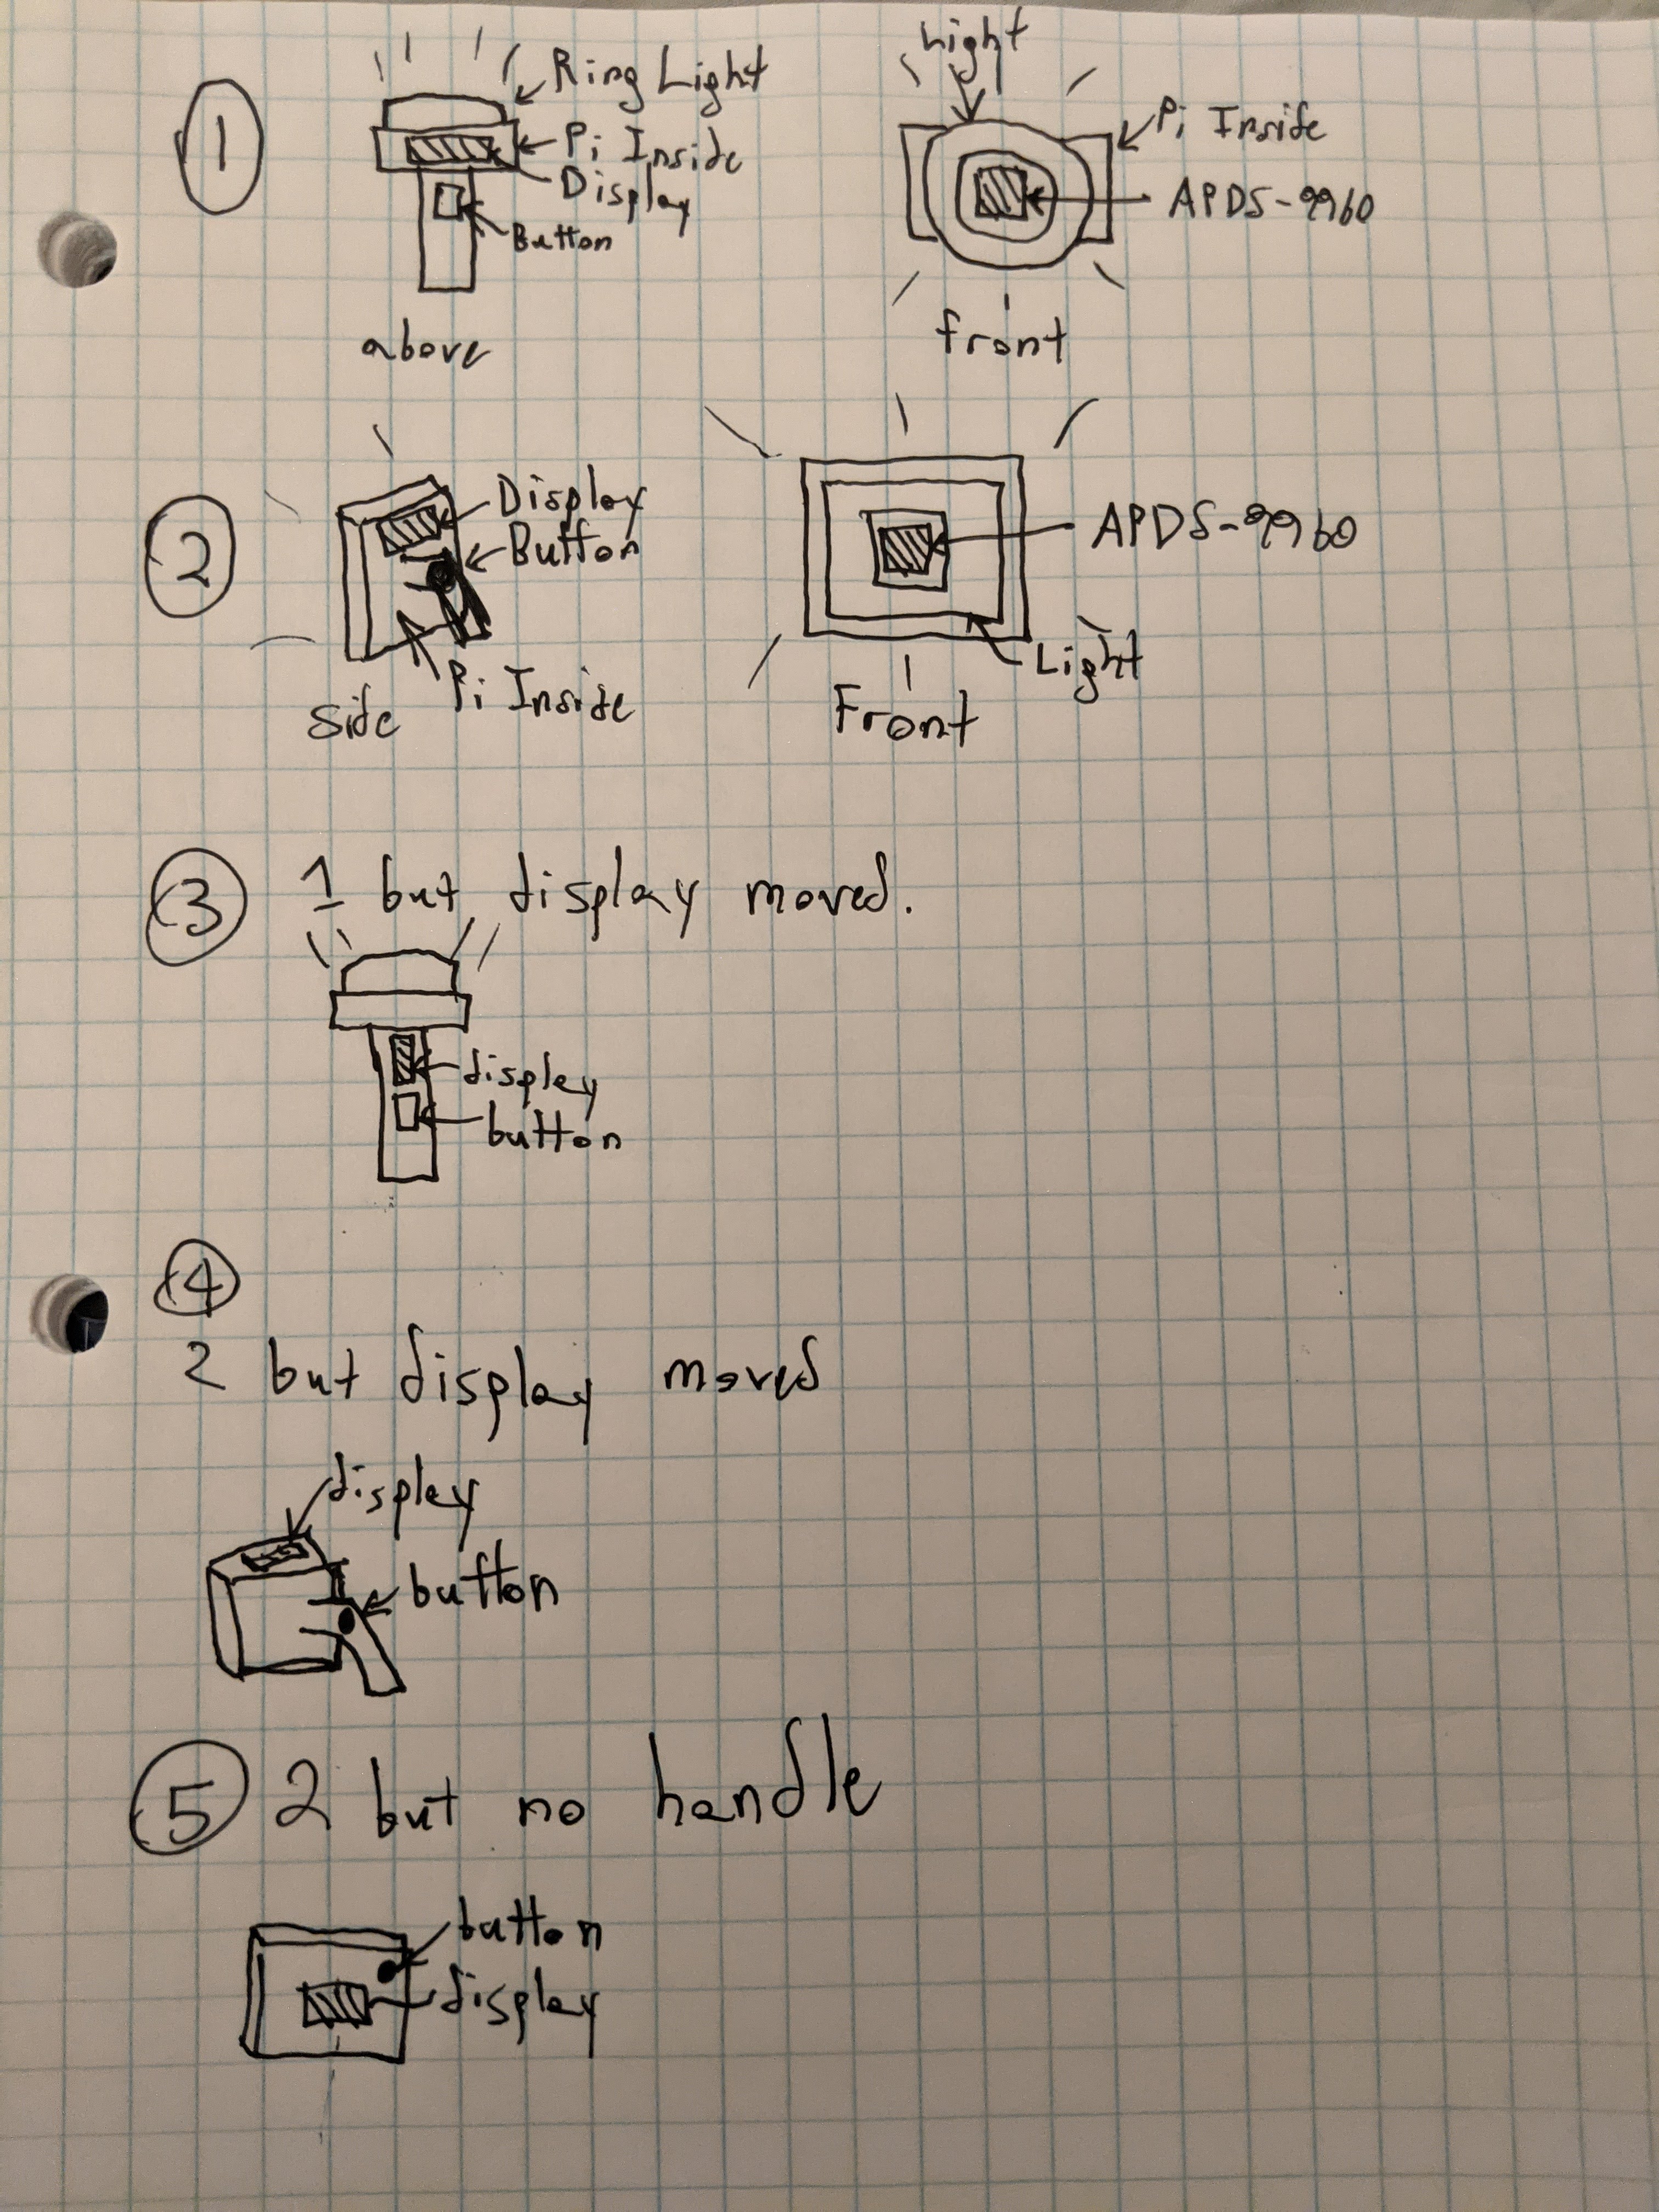 1
Ring Light
Pi Inside
Display
Button
above
Light
Pi Inside
APDS-9960
front
2
Display
Button
Pi Inside
Side
APDS-9960
Light
Front
3 1 but display moved.
display
button
4
2 but display moved
display
button
5 2 but no handle
button
display